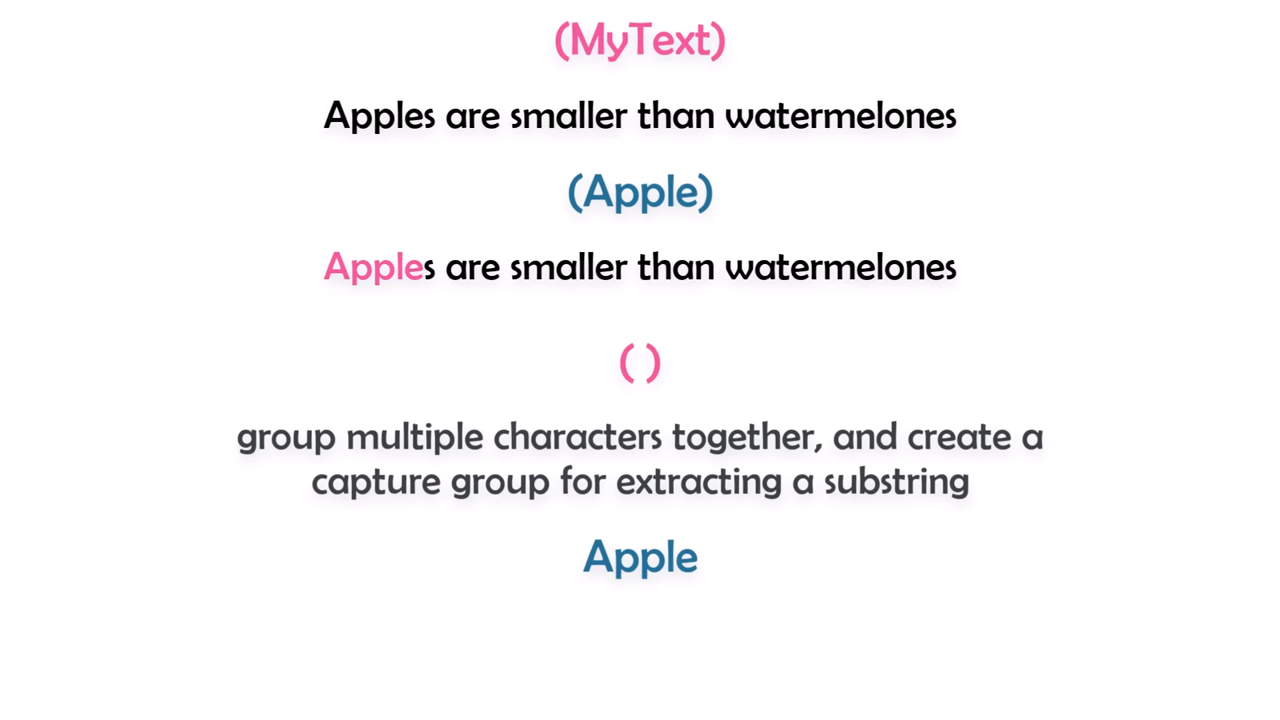 (MyText)
Apples are smaller than watermelones
(Apple)
Apples are smaller than watermelones
( )
group multiple characters together, and create a
capture group for extracting a substring
Apple